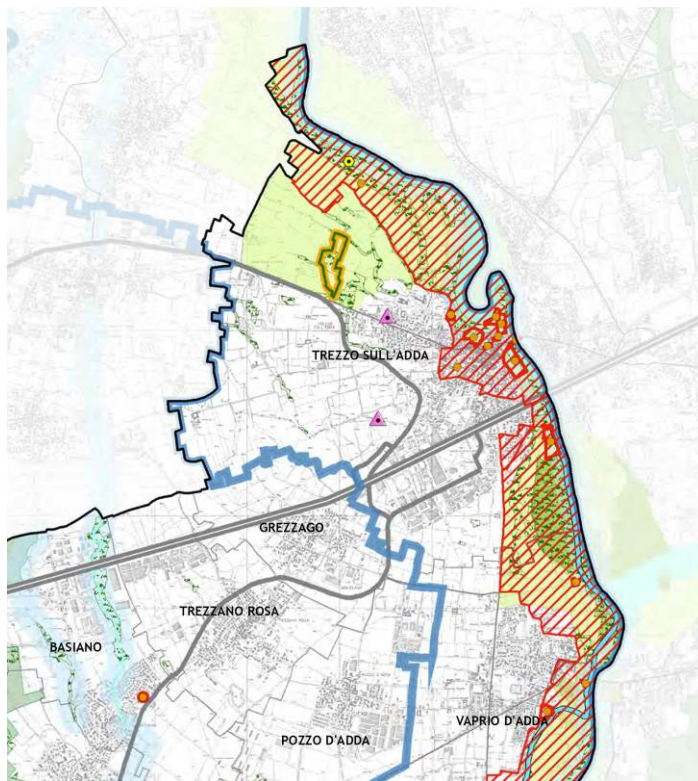 TREZZO SULL'ADDA
GREZZAGO
TREZZANO ROSA
BASIANO
VAPRIO D'ADDA
POZZO D'ADDA